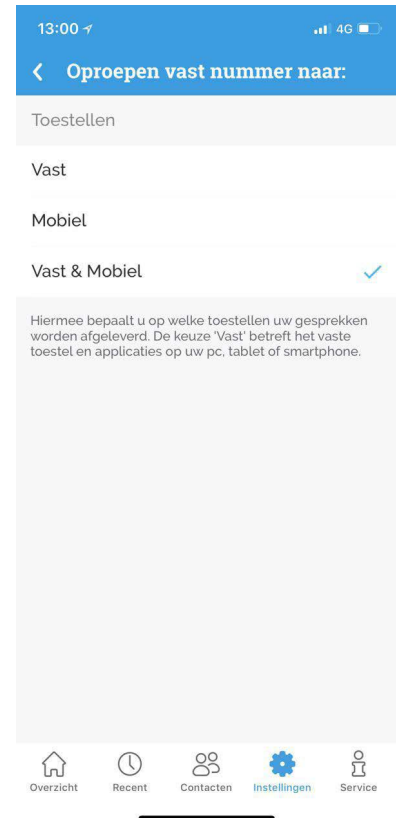 13:00 4G
Oproepen vast nummer naar:
Toestellen
Vast
Mobiel
Vast & Mobiel
Hiermee bepaalt u op welke toestellen uw gesprekken
worden afgeleverd. De keuze 'Vast' betreft het vaste
toestel en applicaties op uw pc, tablet of smartphone.
Overzicht Recent Contacten Instellingen Service